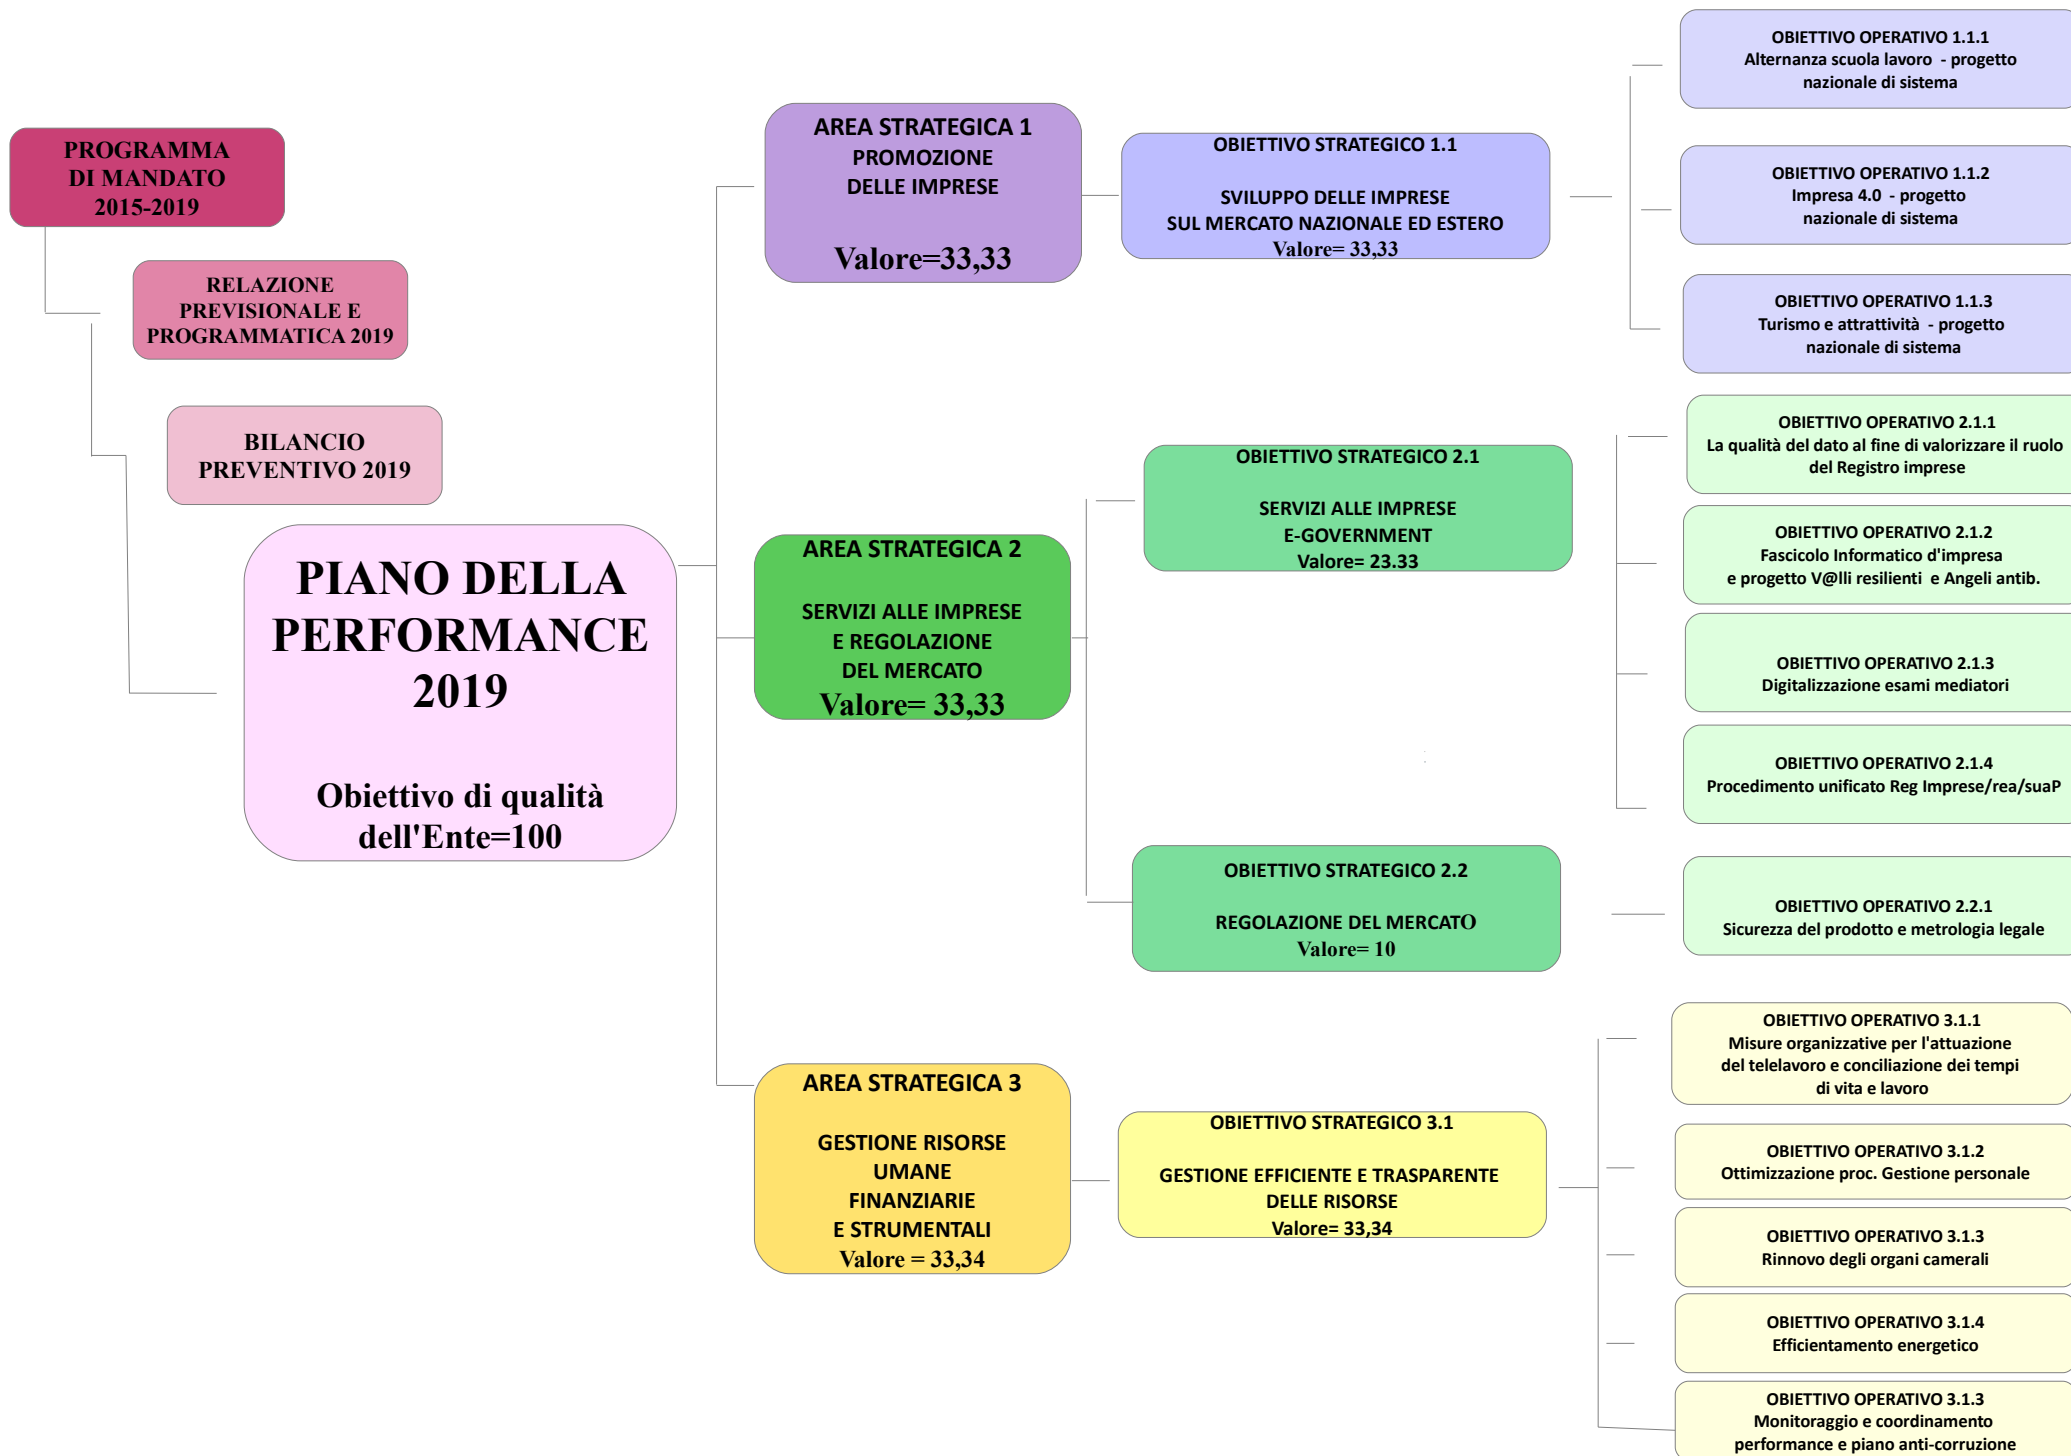 PROGRAMMA
DI MANDATO
2015-2019
RELAZIONE
PREVISIONALE E
PROGRAMMATICA 2019
BILANCIO
PREVENTIVO 2019
PIANO DELLA
PERFORMANCE
2019
Obiettivo di qualità
dell'Ente=100
AREA STRATEGICA 1
PROMOZIONE
DELLE IMPRESE
Valore=33,33
OBIETTIVO STRATEGICO 1.1
SVILUPPO DELLE IMPRESE
SUL MERCATO NAZIONALE ED ESTERO
Valore= 33,33
OBIETTIVO OPERATIVO 1.1.1
Alternanza scuola lavoro - progetto
nazionale di sistema
OBIETTIVO OPERATIVO 1.1.2
Impresa 4.0 - progetto
nazionale di sistema
OBIETTIVO OPERATIVO 1.1.3
Turismo e attrattività - progetto
nazionale di sistema
AREA STRATEGICA 2
SERVIZI ALLE IMPRESE
E REGOLAZIONE
DEL MERCATO
Valore= 33,33
OBIETTIVO STRATEGICO 2.1
SERVIZI ALLE IMPRESE
E-GOVERNMENT
Valore= 23.33
OBIETTIVO OPERATIVO 2.1.1
La qualità del dato al fine di valorizzare il ruolo
del Registro imprese
OBIETTIVO OPERATIVO 2.1.2
Fascicolo Informatico d'impresa
e progetto V@lli resilienti e Angeli antib.
OBIETTIVO OPERATIVO 2.1.3
Digitalizzazione esami mediatori
OBIETTIVO OPERATIVO 2.1.4
Procedimento unificato Reg Imprese/rea/suaP
OBIETTIVO STRATEGICO 2.2
REGOLAZIONE DEL MERCATO
Valore= 10
OBIETTIVO OPERATIVO 2.2.1
Sicurezza del prodotto e metrologia legale
AREA STRATEGICA 3
GESTIONE RISORSE
UMANE
FINANZIARIE
E STRUMENTALI
Valore = 33,34
OBIETTIVO STRATEGICO 3.1
GESTIONE EFFICIENTE E TRASPARENTE
DELLE RISORSE
Valore= 33,34
OBIETTIVO OPERATIVO 3.1.1
Misure organizzative per l'attuazione
del telelavoro e conciliazione dei tempi
di vita e lavoro
OBIETTIVO OPERATIVO 3.1.2
Ottimizzazione proc. Gestione personale
OBIETTIVO OPERATIVO 3.1.3
Rinnovo degli organi camerali
OBIETTIVO OPERATIVO 3.1.4
Efficientamento energetico
OBIETTIVO OPERATIVO 3.1.3
Monitoraggio e coordinamento
performance e piano anti-corruzione